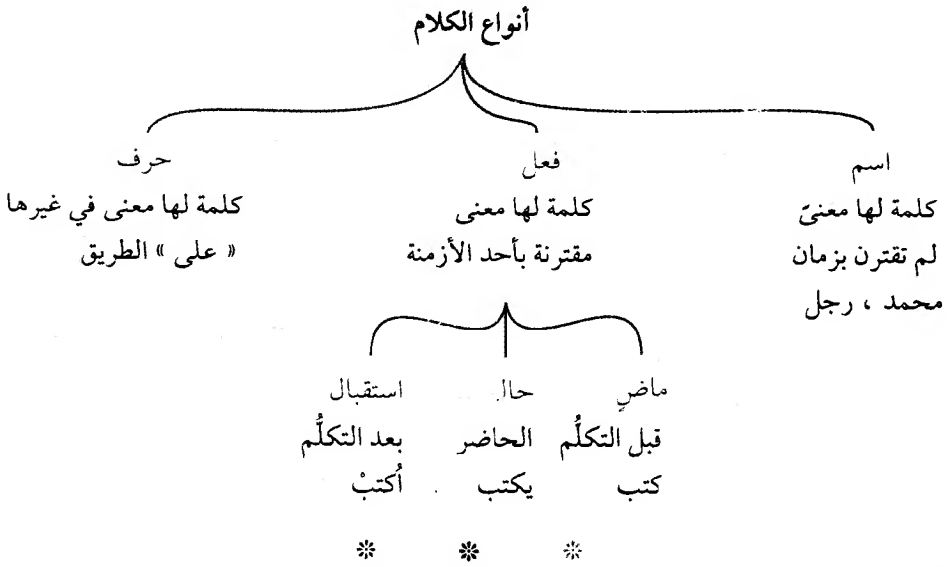 أنواع الكلام
اسم فعل حرف
كلمة لها معنىً كلمة لها معنى كلمة لها معنى في غيرها
لم تقترن بزمان مقترنة بأحد الأزمنة « على » الطريق
محمد ، رجل
ماضٍ حال استقبال
قبل التكلُّم الحاضر بعد التكلُّم
كتب يكتب أُكتبْ